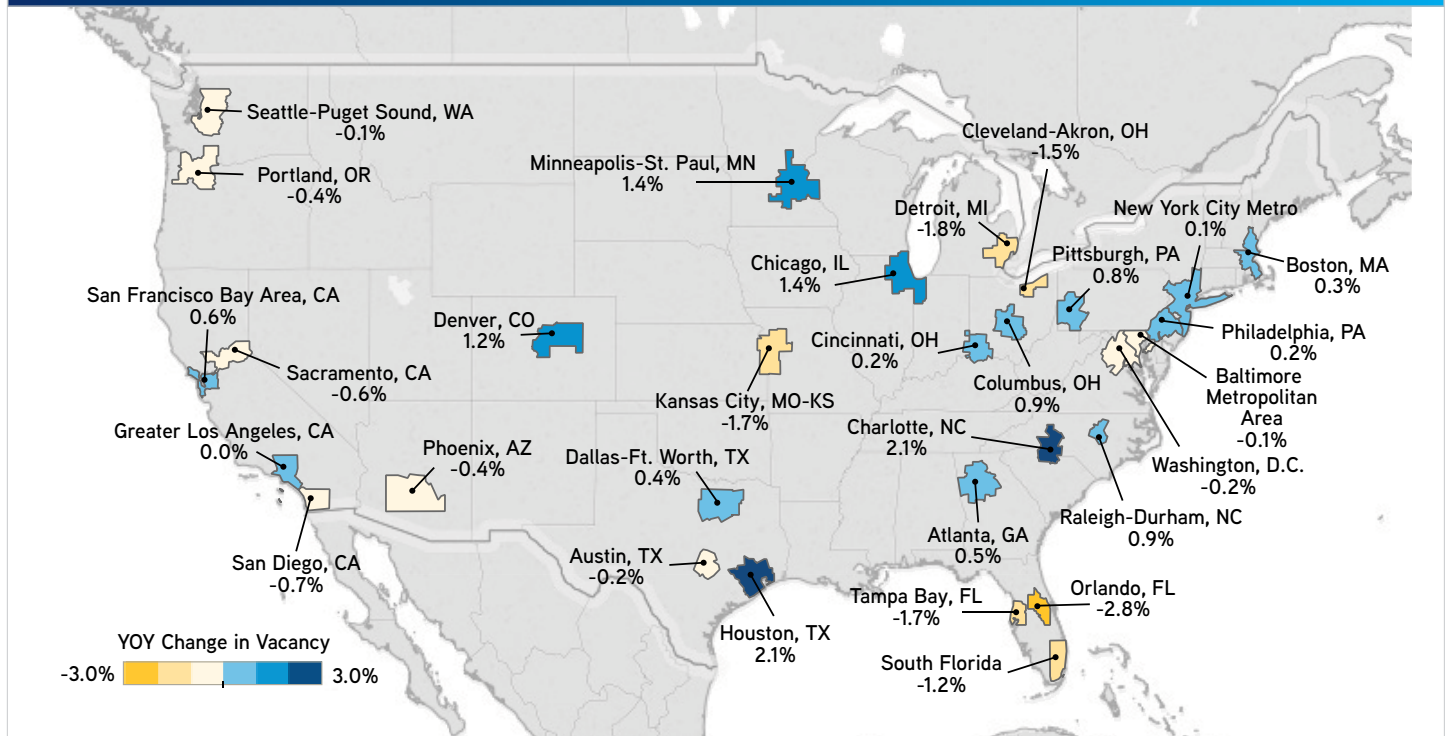 Seattle-Puget Sound, WA
-0.1%
Portland, OR
-0.4%
Minneapolis-St. Paul, MN
1.4%
Cleveland-Akron, OH
-1.5%
Detroit, MI
-1.8%
New York City Metro
0.1%
Pittsburgh, PA
0.8%
Boston, MA
0.3%
Chicago, IL
1.4%
San Francisco Bay Area, CA
0.6%
Denver, CO
1.2%
Cincinnati, OH
0.2%
Philadelphia, PA
0.2%
Sacramento, CA
-0.6%
Columbus, OH
0.9%
Baltimore
Metropolitan
Area
-0.1%
Kansas City, MO-KS
-1.7%
Charlotte, NC
2.1%
Greater Los Angeles, CA
0.0%
Phoenix, AZ
-0.4%
Dallas-Ft. Worth, TX
0.4%
Washington, D.C.
-0.2%
Raleigh-Durham, NC
0.9%
Atlanta, GA
0.5%
San Diego, CA
-0.7%
Austin, TX
-0.2%
Tampa Bay, FL
-1.7%
Orlando, FL
-2.8%
Houston, TX
2.1%
South Florida
-1.2%
YOY Change in Vacancy
-3.0% 3.0%